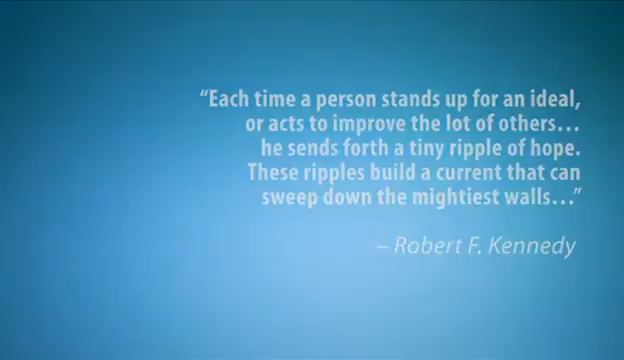 “Each time a person stands up for an ideal,
or acts to improve the lot of others…
he sends forth a tiny ripple of hope.
These ripples build a current that can
sweep down the mightiest walls…”
– Robert F. Kennedy